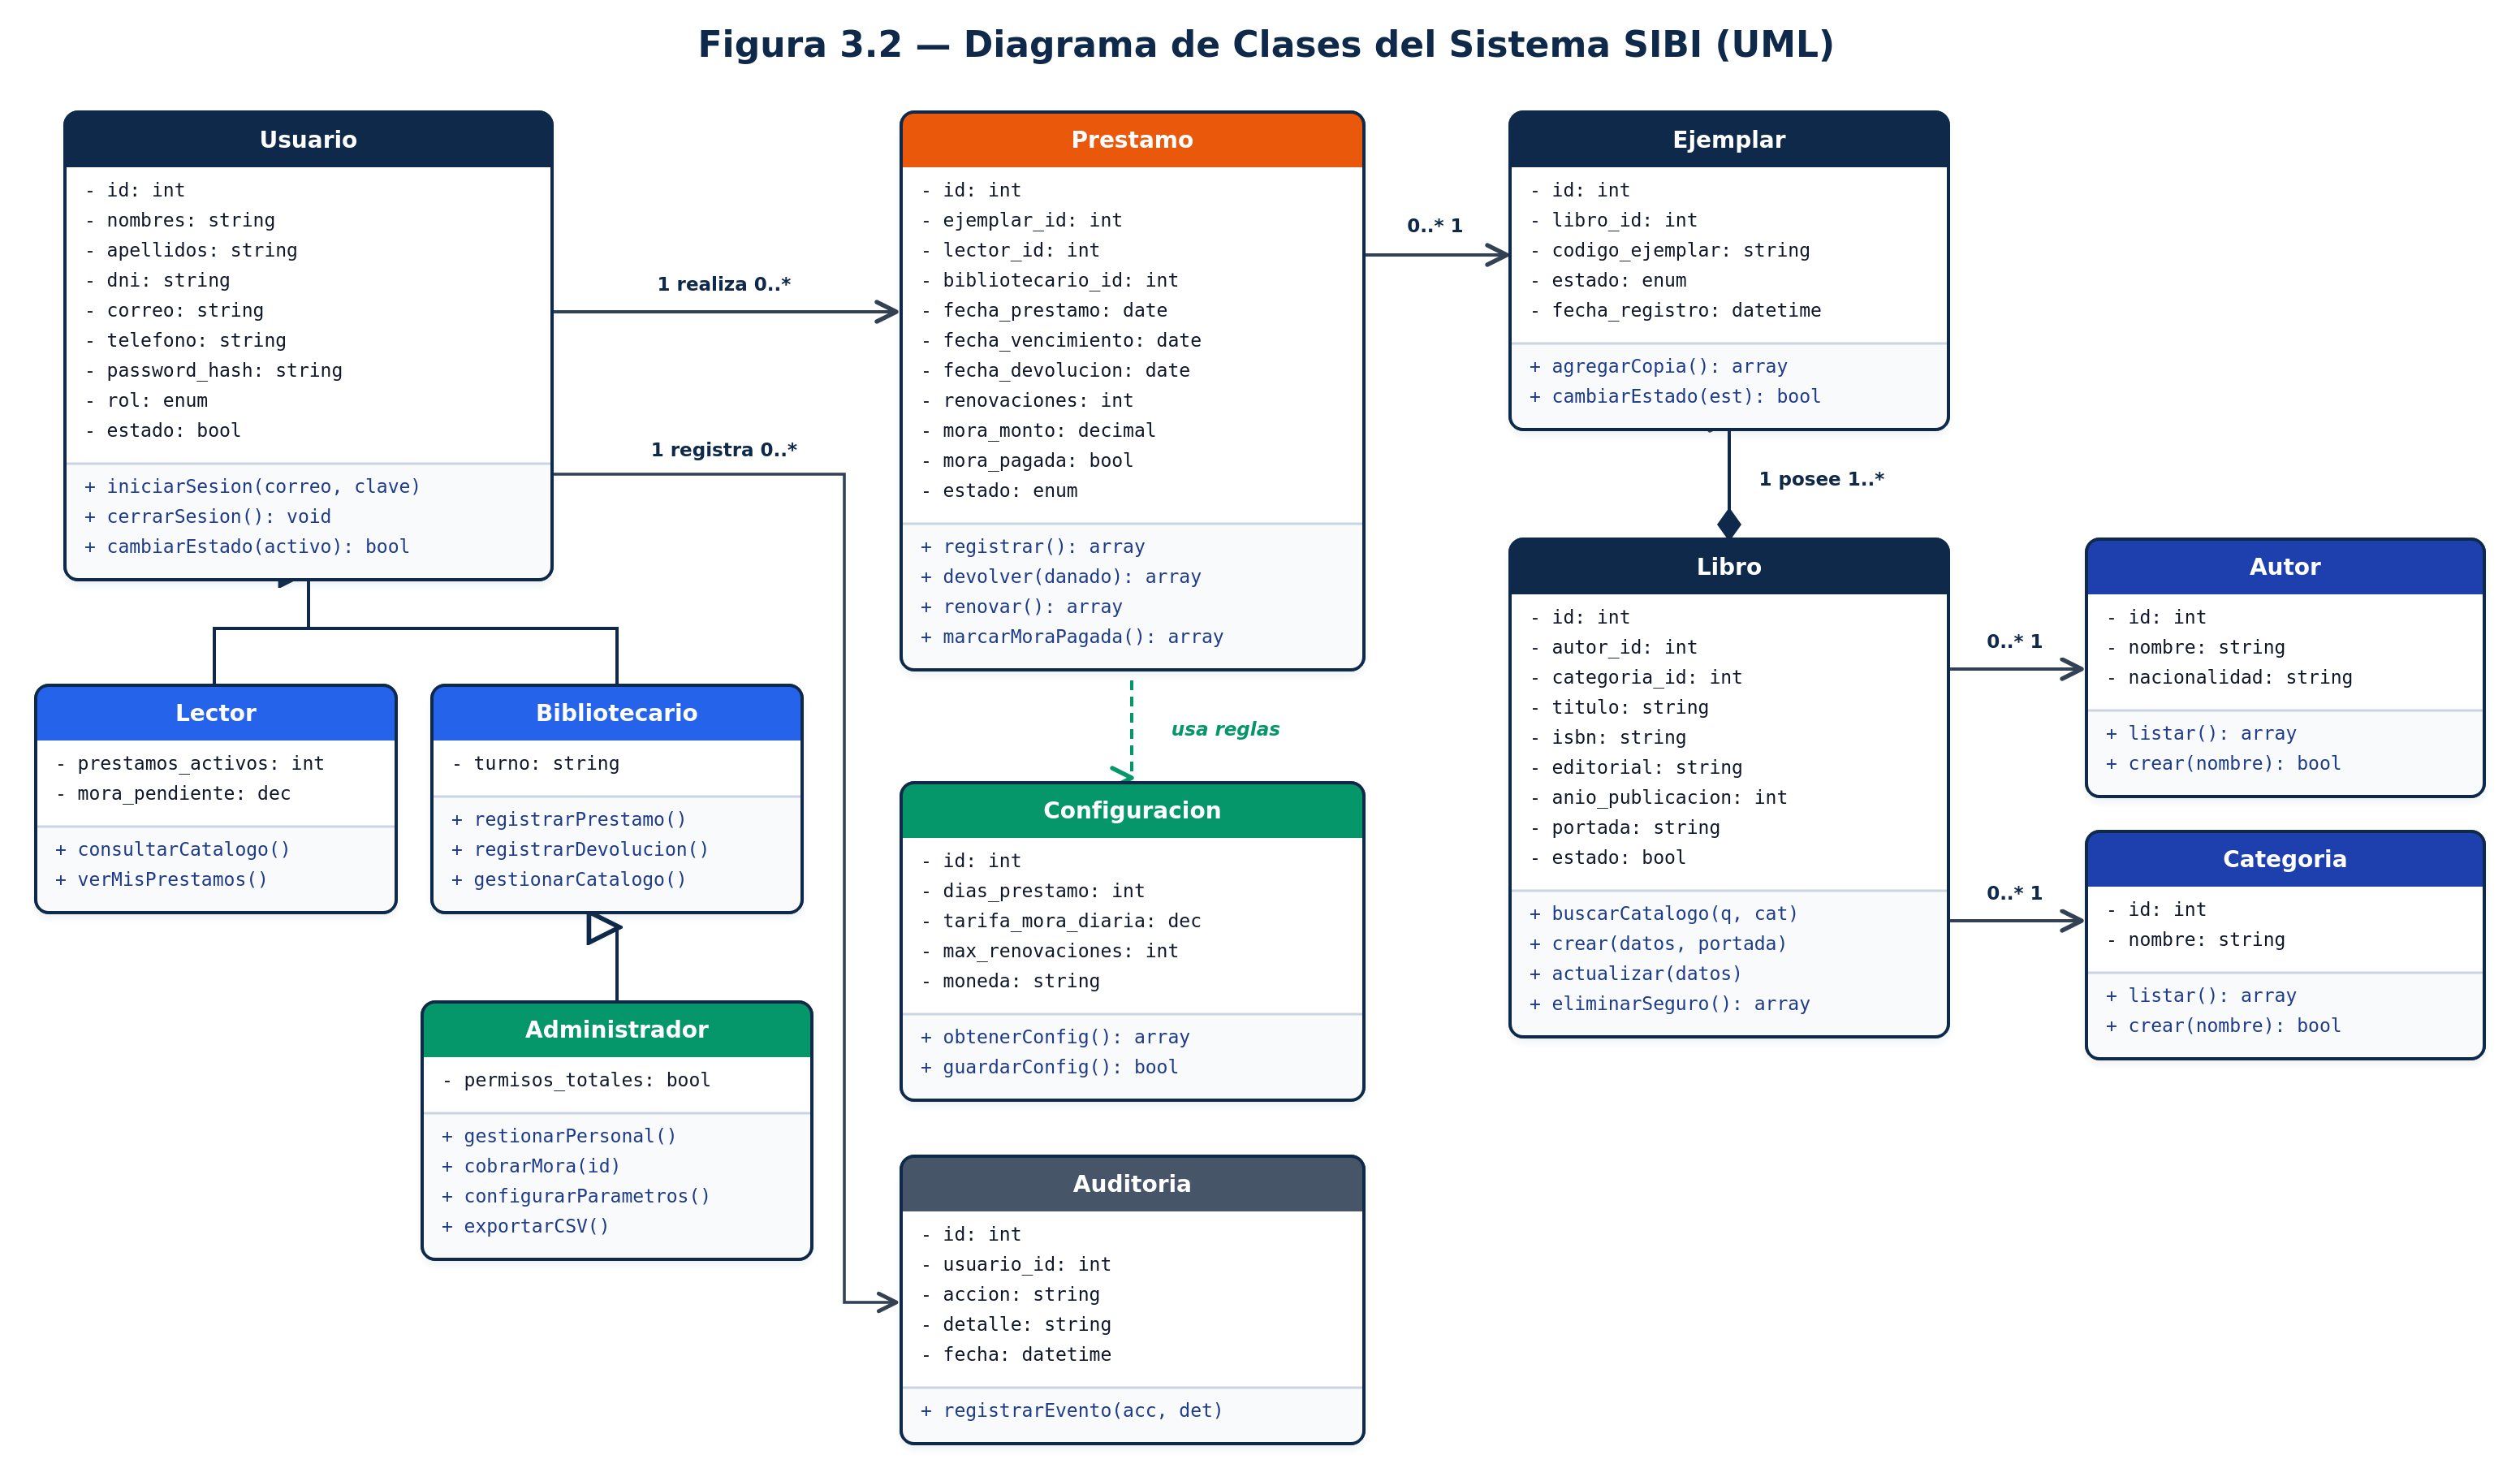 Figura 3.2 — Diagrama de Clases del Sistema SIBI (UML)
Usuario
- id: int
- nombres: string
- apellidos: string
- dni: string
- correo: string
- telefono: string
- password_hash: string
- rol: enum
- estado: bool
+ iniciarSesion(correo, clave)
+ cerrarSesion(): void
+ cambiarEstado(activo): bool
1 realiza 0..*
1 registra 0..*
Prestamo
- id: int
- ejemplar_id: int
- lector_id: int
- bibliotecario_id: int
- fecha_prestamo: date
- fecha_vencimiento: date
- fecha_devolucion: date
- renovaciones: int
- mora_monto: decimal
- mora_pagada: bool
- estado: enum
+ registrar(): array
+ devolver(danado): array
+ renovar(): array
+ marcarMoraPagada(): array
0..* 1
Ejemplar
- id: int
- libro_id: int
- codigo_ejemplar: string
- estado: enum
- fecha_registro: datetime
+ agregarCopia(): array
+ cambiarEstado(est): bool
1 posee 1..*
Lector
- prestamos_activos: int
- mora_pendiente: dec
+ consultarCatalogo()
+ verMisPrestamos()
Bibliotecario
- turno: string
+ registrarPrestamo()
+ registrarDevolucion()
+ gestionarCatalogo()
Administrador
- permisos_totales: bool
+ gestionarPersonal()
+ cobrarMora(id)
+ configurarParametros()
+ exportarCSV()
usa reglas
Configuracion
- id: int
- dias_prestamo: int
- tarifa_mora_diaria: dec
- max_renovaciones: int
- moneda: string
+ obtenerConfig(): array
+ guardarConfig(): bool
Auditoria
- id: int
- usuario_id: int
- accion: string
- detalle: string
- fecha: datetime
+ registrarEvento(acc, det)
Libro
- id: int
- autor_id: int
- categoria_id: int
- titulo: string
- isbn: string
- editorial: string
- anio_publicacion: int
- portada: string
- estado: bool
+ buscarCatalogo(q, cat)
+ crear(datos, portada)
+ actualizar(datos)
+ eliminarSeguro(): array
0..* 1
0..* 1
Autor
- id: int
- nombre: string
- nacionalidad: string
+ listar(): array
+ crear(nombre): bool
Categoria
- id: int
- nombre: string
+ listar(): array
+ crear(nombre): bool